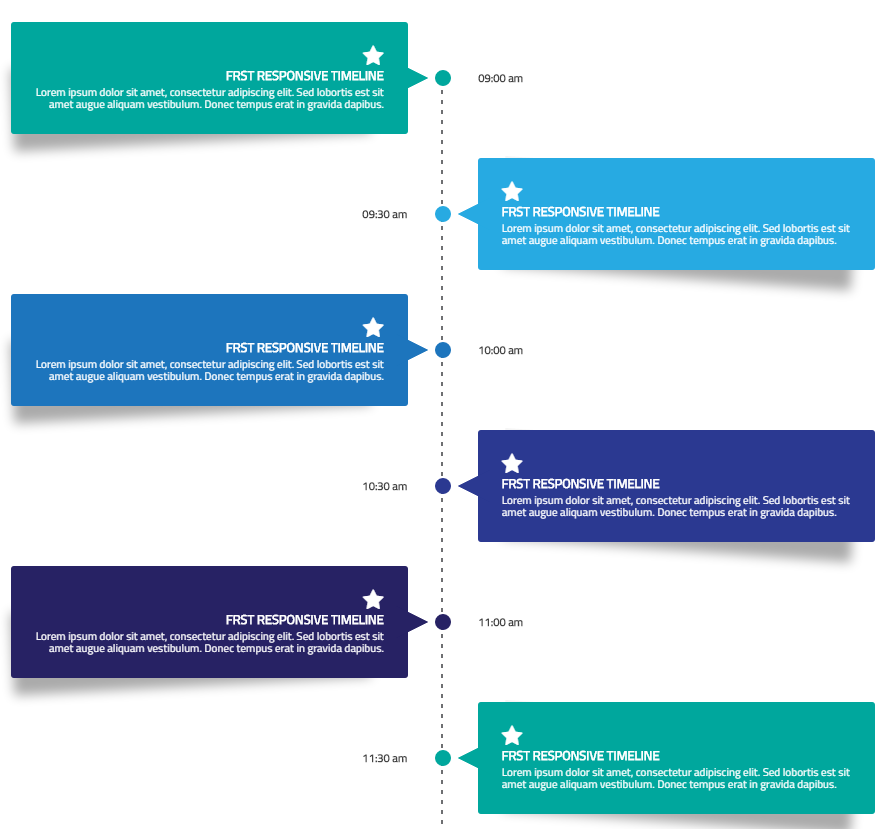 FRST RESPONSIVE TIMELINE
Lorem ipsum dolor sit amet, consectetur adipiscing elit. Sed lobortis est sit
amet augue aliquam vestibulum. Donec tempus erat in gravida dapibus.
09:00 am
09:30 am
FRST RESPONSIVE TIMELINE
Lorem ipsum dolor sit amet, consectetur adipiscing elit. Sed lobortis est sit
amet augue aliquam vestibulum. Donec tempus erat in gravida dapibus.
FRST RESPONSIVE TIMELINE
Lorem ipsum dolor sit amet, consectetur adipiscing elit. Sed lobortis est sit
amet augue aliquam vestibulum. Donec tempus erat in gravida dapibus.
10:00 am
10:30 am
FRST RESPONSIVE TIMELINE
Lorem ipsum dolor sit amet, consectetur adipiscing elit. Sed lobortis est sit
amet augue aliquam vestibulum. Donec tempus erat in gravida dapibus.
FRST RESPONSIVE TIMELINE
Lorem ipsum dolor sit amet, consectetur adipiscing elit. Sed lobortis est sit
amet augue aliquam vestibulum. Donec tempus erat in gravida dapibus.
11:00 am
11:30 am
FRST RESPONSIVE TIMELINE
Lorem ipsum dolor sit amet, consectetur adipiscing elit. Sed lobortis est sit
amet augue aliquam vestibulum. Donec tempus erat in gravida dapibus.